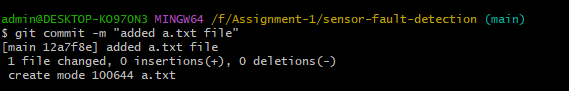 admin@DESKTOP-KO970N3 MINGW64 /f/Assignment-1/sensor-fault-detection (main)
$ git commit -m "added a.txt file"
[main 12a7f8e] added a.txt file
 1 file changed, 0 insertions(+), 0 deletions(-)
 create mode 100644 a.txt